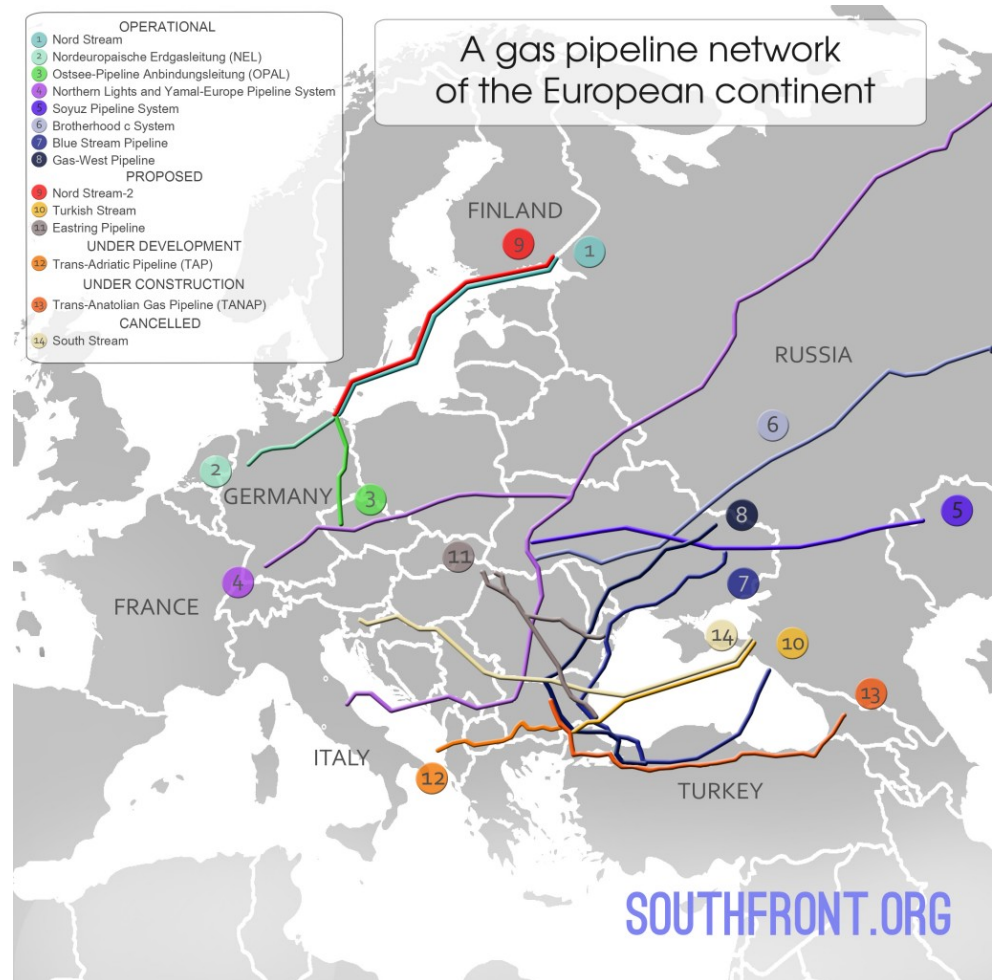 A gas pipeline network
of the European continent
OPERATIONAL
1 Nord Stream
2 Nordeuropaische Erdgasleitung (NEL)
3 Ostsee-Pipeline Anbindungsleitung (OPAL)
4 Northern Lights and Yamal-Europe Pipeline System
5 Soyuz Pipeline System
6 Brotherhood c System
7 Blue Stream Pipeline
8 Gas-West Pipeline
PROPOSED
9 Nord Stream-2
10 Turkish Stream
11 Eastring Pipeline
UNDER DEVELOPMENT
12 Trans-Adriatic Pipeline (TAP)
UNDER CONSTRUCTION
13 Trans-Anatolian Gas Pipeline (TANAP)
CANCELLED
14 South Stream
FINLAND
9
1
RUSSIA
6
2
GERMANY
3
8
5
11
4
7
FRANCE
14
10
13
ITALY
12
TURKEY
SOUTHFRONT.ORG